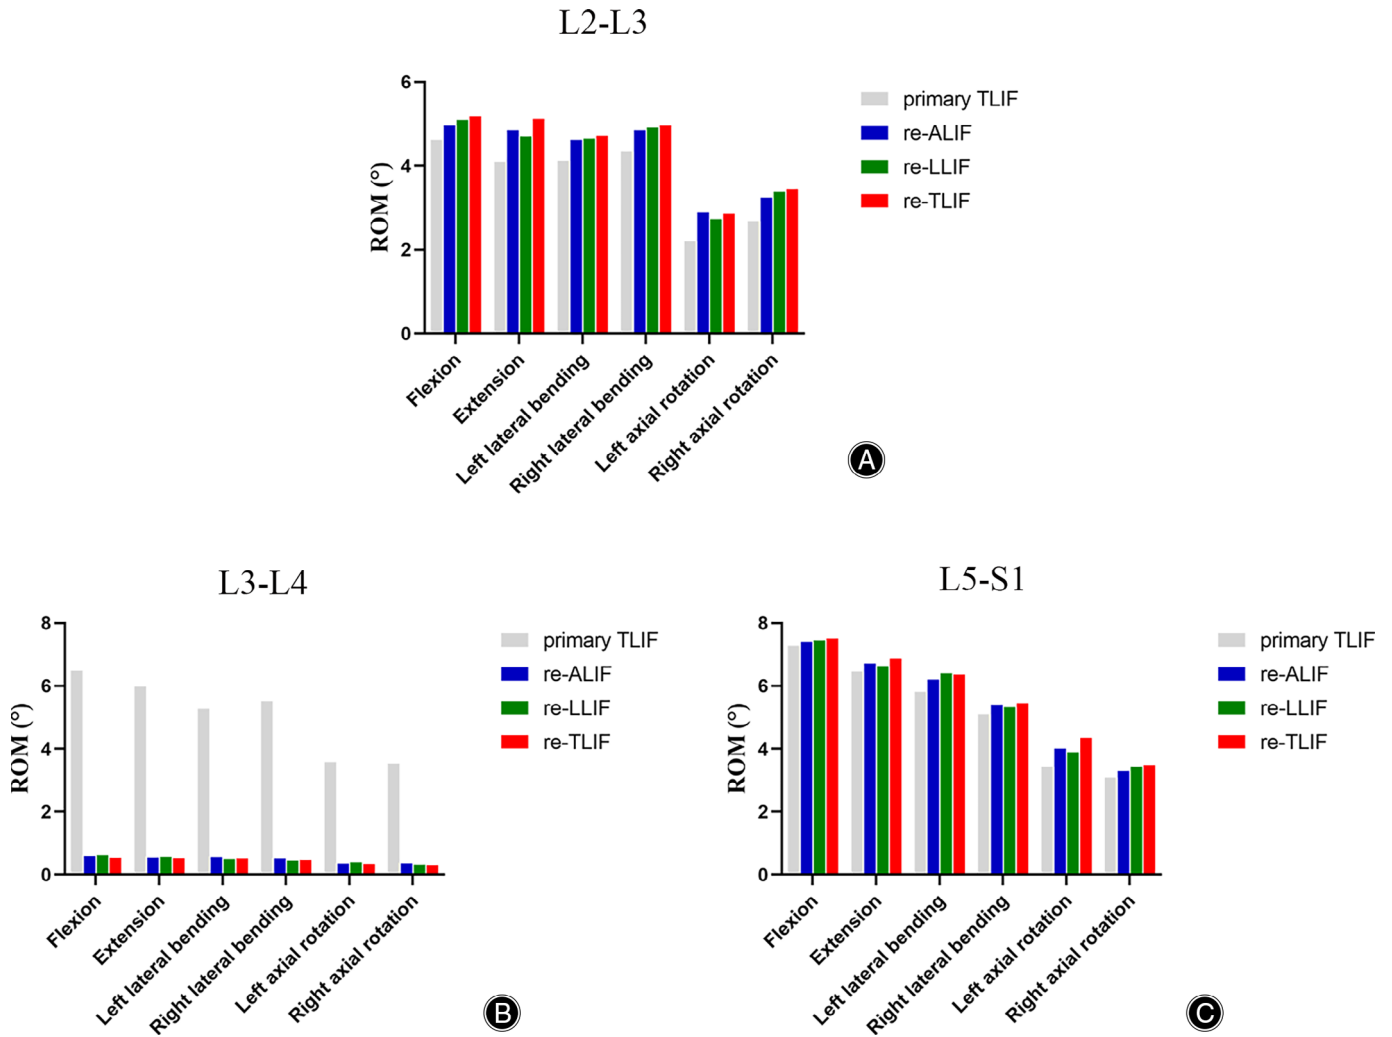 L2-L3
6
4
2
0
ROM (°)
Flexion
Extension
Left lateral bending
Right lateral bending
Left axial rotation
Right axial rotation
primary TLIF
re-ALIF
re-LLIF
re-TLIF
A
L3-L4
8
6
4
2
0
ROM (°)
Flexion
Extension
Left lateral bending
Right lateral bending
Left axial rotation
Right axial rotation
primary TLIF
re-ALIF
re-LLIF
re-TLIF
B
L5-S1
8
6
4
2
0
ROM (°)
Flexion
Extension
Left lateral bending
Right lateral bending
Left axial rotation
Right axial rotation
primary TLIF
re-ALIF
re-LLIF
re-TLIF
C